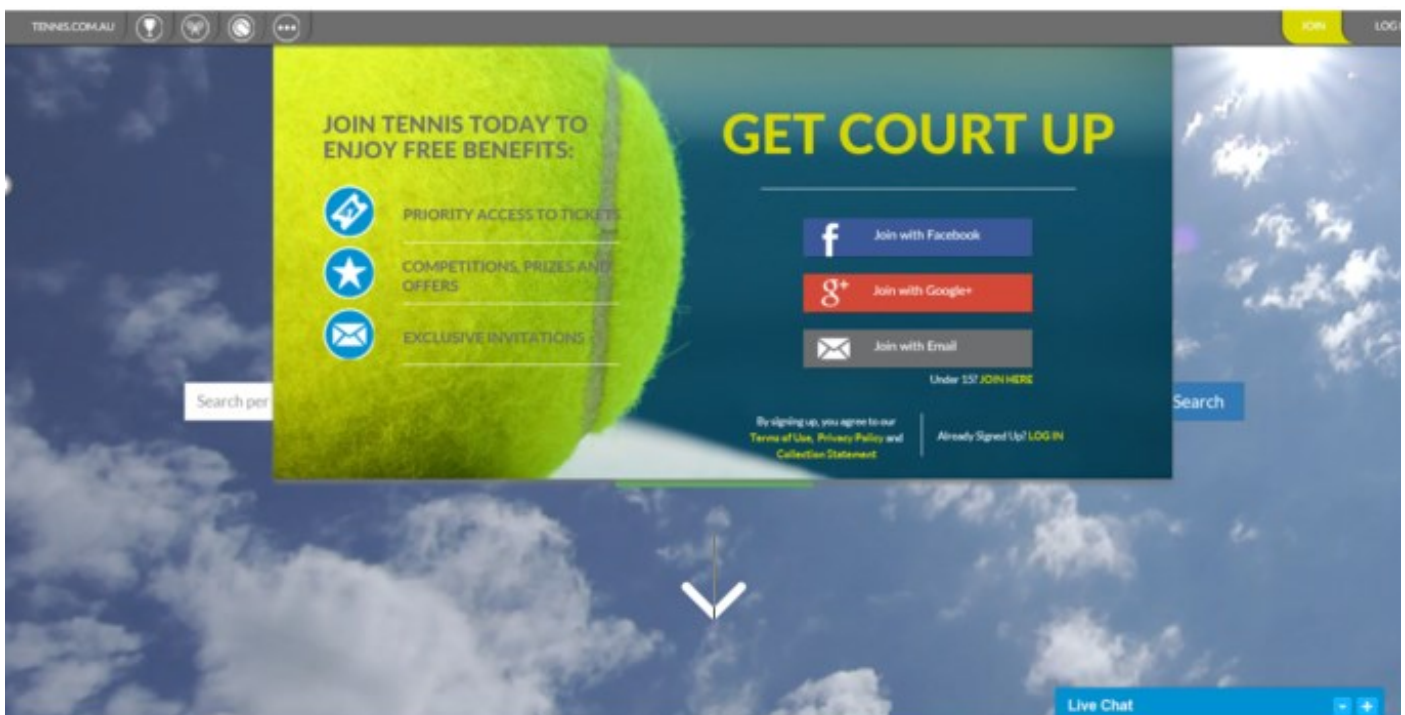 TENNIS.COM.AU
JOIN
LOGI
JOIN TENNIS TODAY TO
ENJOY FREE BENEFITS:
PRIORITY ACCESS TO TICKETS
COMPETITIONS, PRIZES AND
OFFERS
EXCLUSIVE INVITATIONS
GET COURT UP
f Join with Facebook
g+ Join with Google+
Join with Email
Under 15? JOIN HERE
By signing up, you agree to our
Terms of Use, Privacy Policy and
Collection Statement
Already Signed Up? LOG IN
Search per
Search
Live Chat